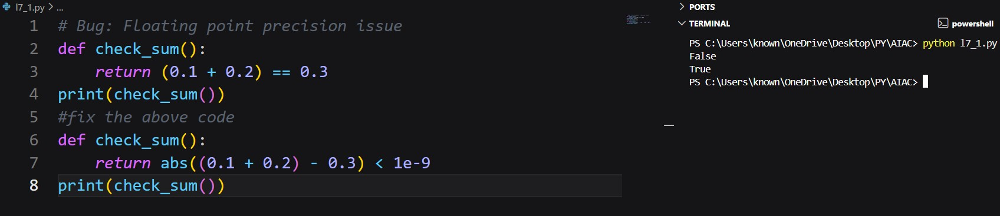 l7_1.py > ...
1 # Bug: Floating point precision issue
2 def check_sum():
3     return (0.1 + 0.2) == 0.3
4 print(check_sum())
5 #fix the above code
6 def check_sum():
7     return abs((0.1 + 0.2) - 0.3) < 1e-9
8 print(check_sum())
> PORTS
TERMINAL
powershell
PS C:\Users\known\OneDrive\Desktop\PY\AIAC> python l7_1.py
False
True
PS C:\Users\known\OneDrive\Desktop\PY\AIAC>